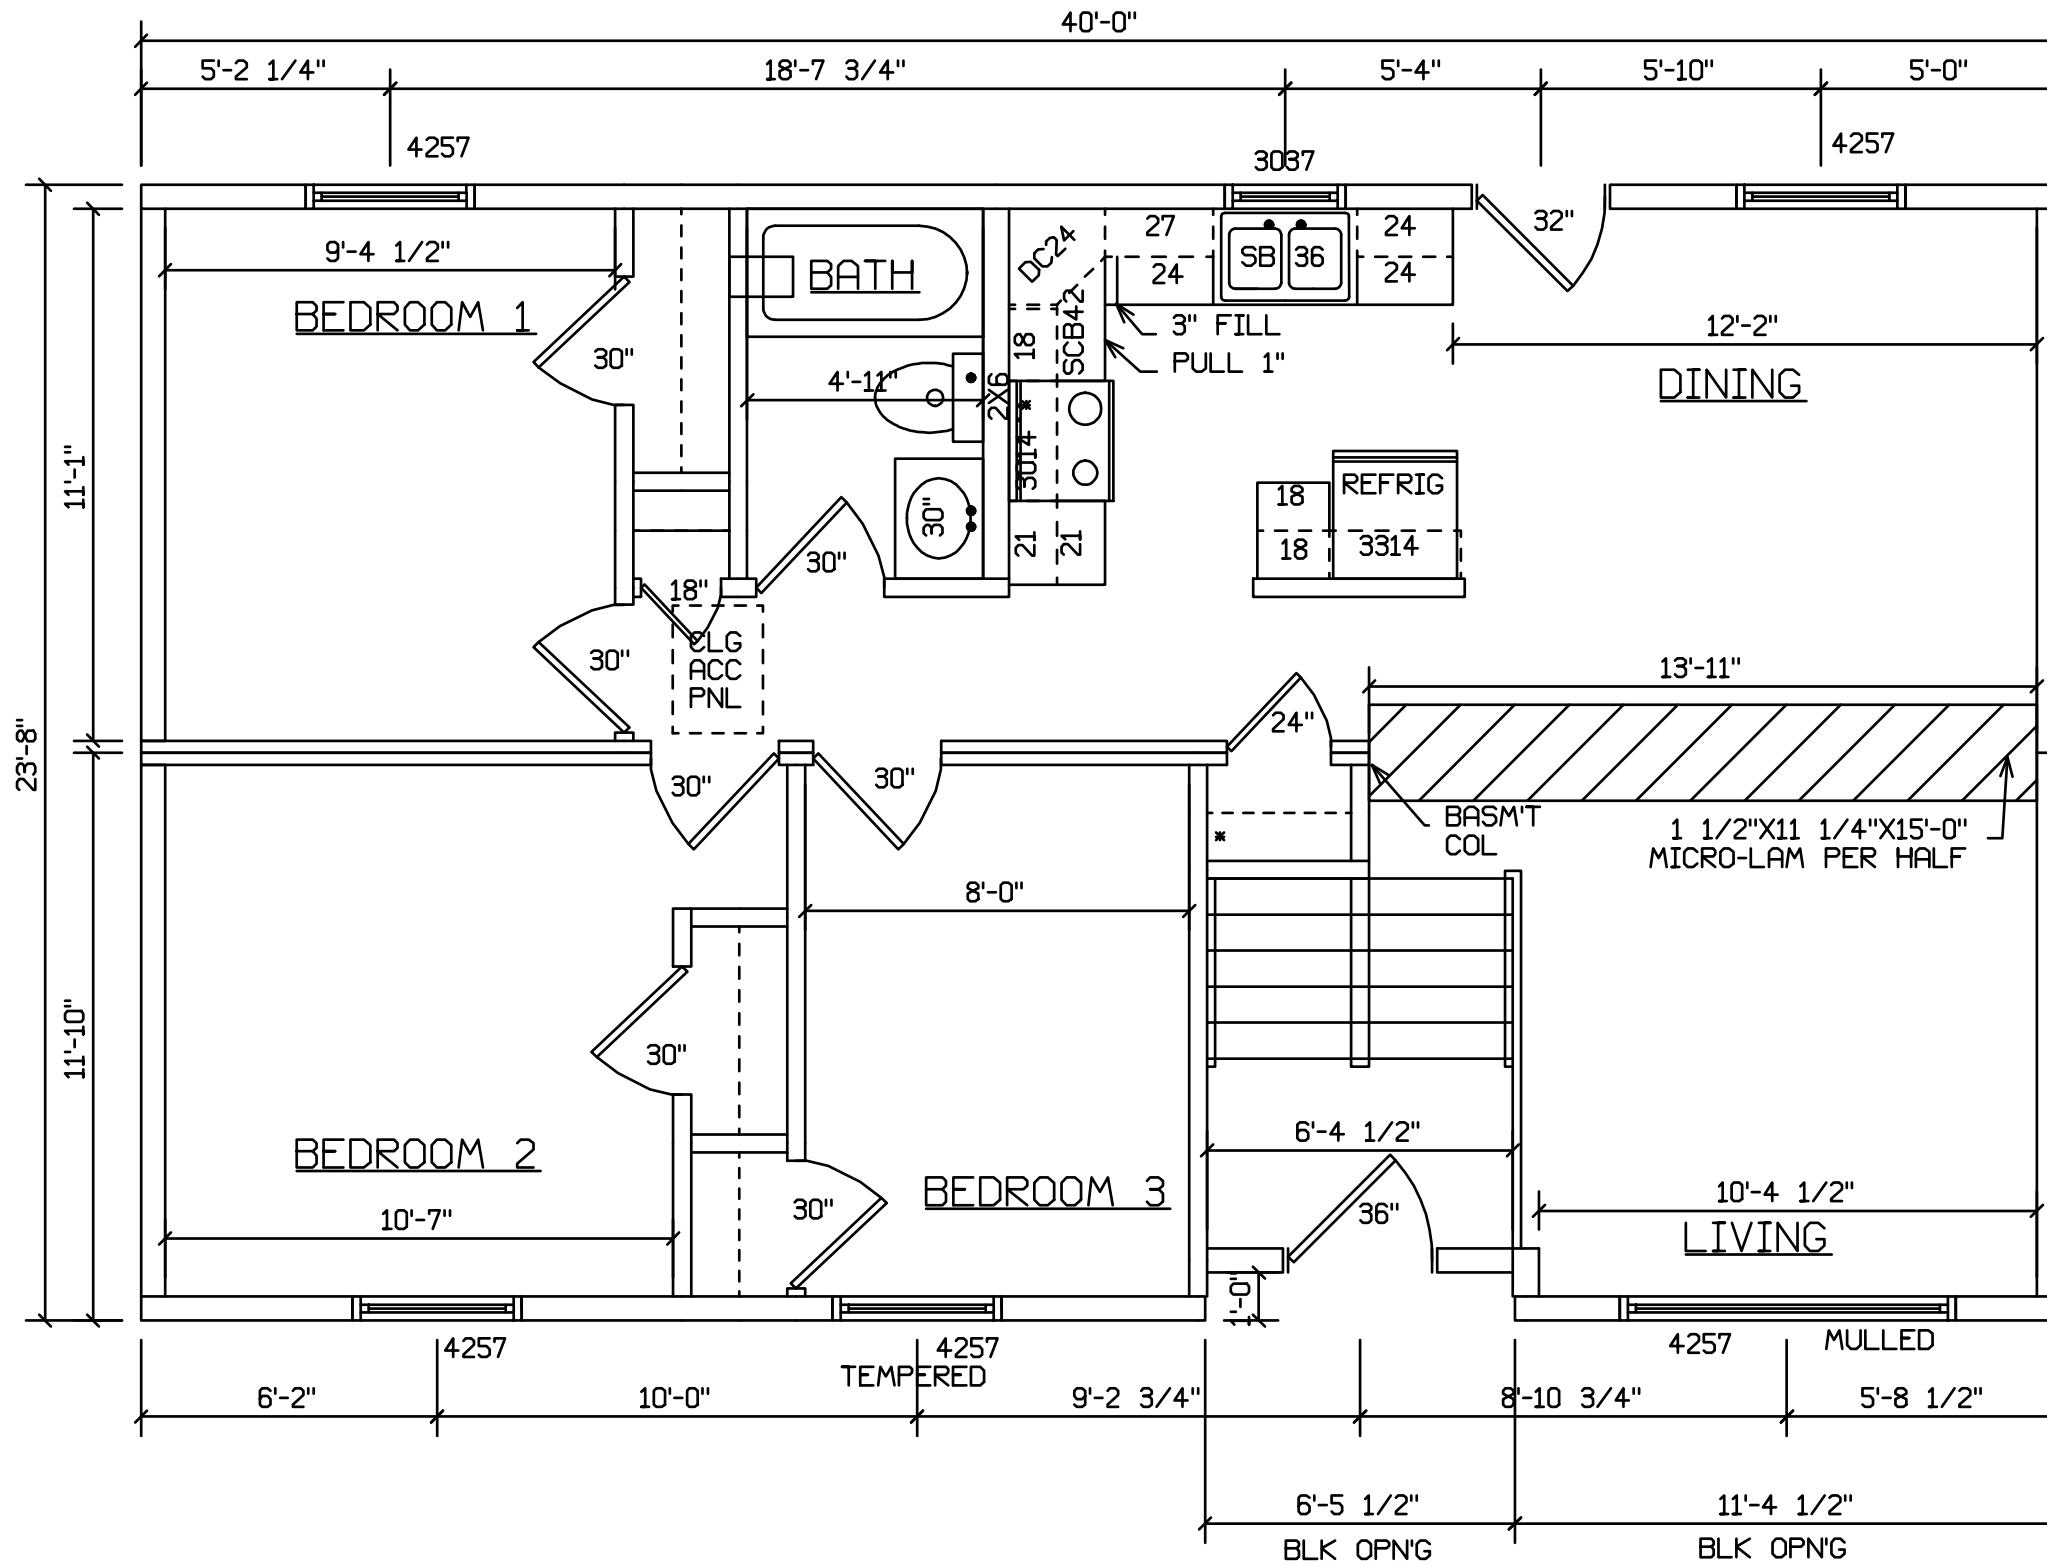 40'-0"
5'-2 1/4"
18'-7 3/4"
5'-4"
5'-10"
5'-0"
4257
3037
4257
32"
27
24
SB 36
24
24
DC24
9'-4 1/2"
BATH
BEDROOM 1
30"
3" FILL
PULL 1"
12'-2"
SCB42
18
4'-11"
2X6
*
3014
DINING
11'-1"
REFRIG
18
18
3314
30"
30"
21
21
18"
CLG
ACC
PNL
30"
13'-11"
23'-8"
24"
30"
30"
BASM'T
COL
1 1/2"X11 1/4"X15'-0"
MICRO-LAM PER HALF
*
8'-0"
11'-10"
30"
6'-4 1/2"
BEDROOM 2
BEDROOM 3
30"
36"
10'-4 1/2"
10'-7"
LIVING
1'-0"
4257
4257
TEMPERED
4257
MULLED
6'-2"
10'-0"
9'-2 3/4"
8'-10 3/4"
5'-8 1/2"
6'-5 1/2"
11'-4 1/2"
BLK OPN'G
BLK OPN'G